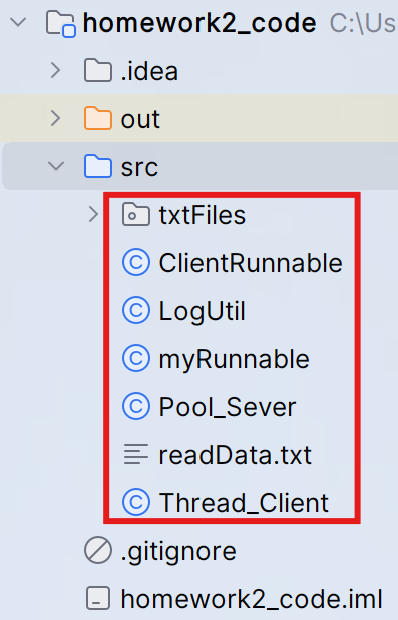 homework2_code C:\Us
.idea
out
src
txtFiles
ClientRunnable
LogUtil
myRunnable
Pool_Sever
readData.txt
Thread_Client
.gitignore
homework2_code.iml